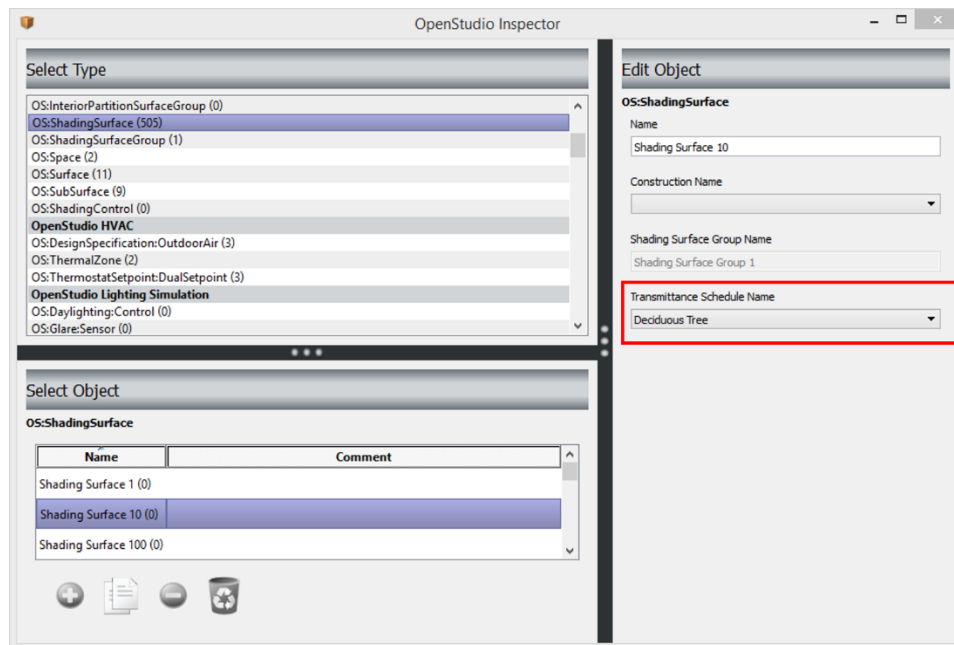 OpenStudio Inspector
Select Type
OS:InteriorPartitionSurfaceGroup (0)
OS:ShadingSurface (505)
OS:ShadingSurfaceGroup (1)
OS:Space (2)
OS:Surface (11)
OS:SubSurface (9)
OS:ShadingControl (0)
OpenStudio HVAC
OS:DesignSpecification:OutdoorAir (3)
OS:ThermalZone (2)
OS:ThermostatSetpoint:DualSetpoint (3)
OpenStudio Lighting Simulation
OS:Daylighting:Control (0)
OS:Glare:Sensor (0)
Select Object
OS:ShadingSurface
Name Comment
Shading Surface 1 (0)
Shading Surface 10 (0)
Shading Surface 100 (0)
Edit Object
OS:ShadingSurface
Name
Shading Surface 10
Construction Name
Shading Surface Group Name
Shading Surface Group 1
Transmittance Schedule Name
Deciduous Tree